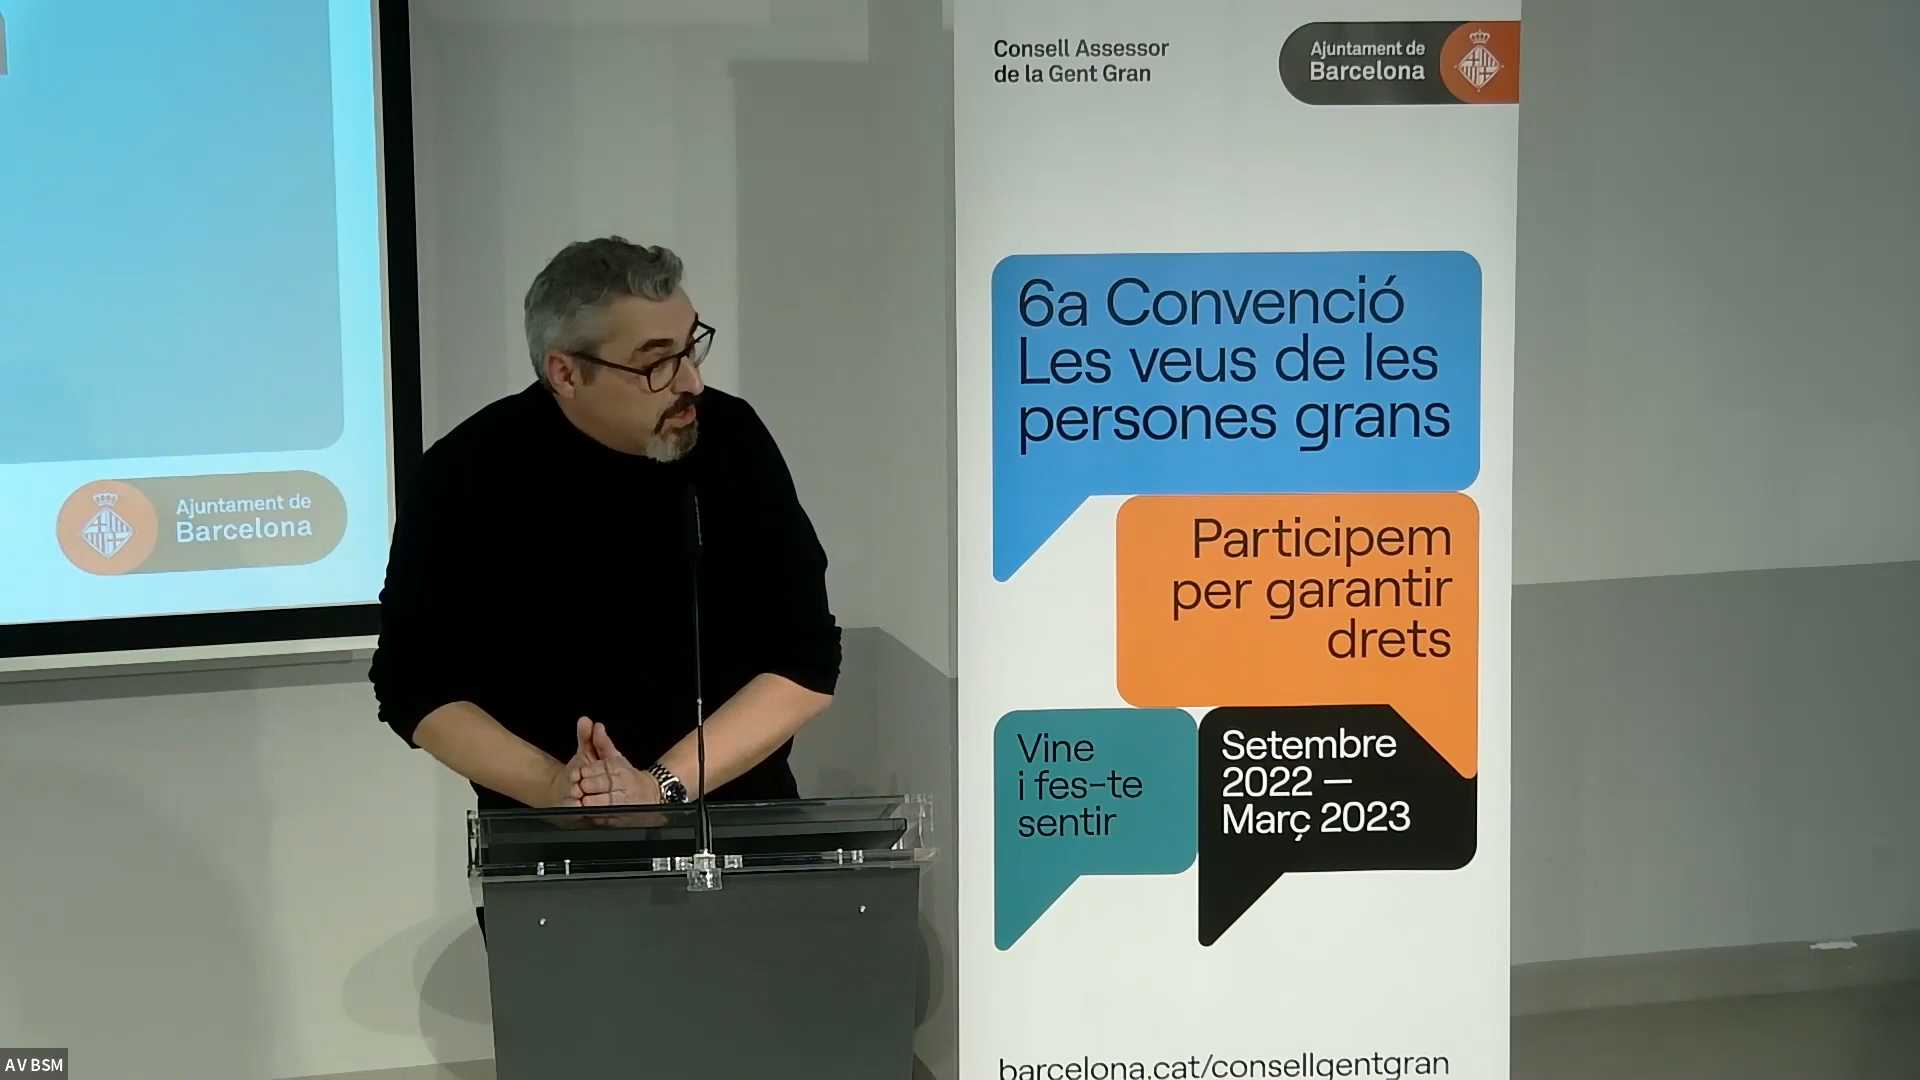 Consell Assessor
de la Gent Gran
Ajuntament de
Barcelona
6a Convenció
Les veus de les
persones grans
Participem
per garantir
drets
Vine
i fes-te
sentir
Setembre
2022 —
Març 2023
barcelona.cat/consellgentgran
Ajuntament de
Barcelona
AV BSM